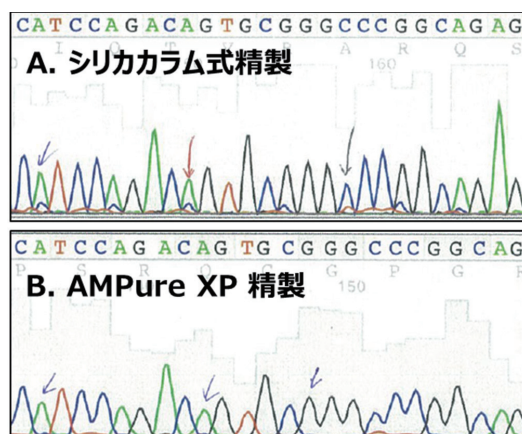 CATCCAGACAGTGCGGGCCCGGCAGAG
A R Q S
160
A. シリカカラム式精製
CATCCAGACAGTGCGGGCCCGGCAG
P S R Q C G P G
B. AMPure XP 精製
150